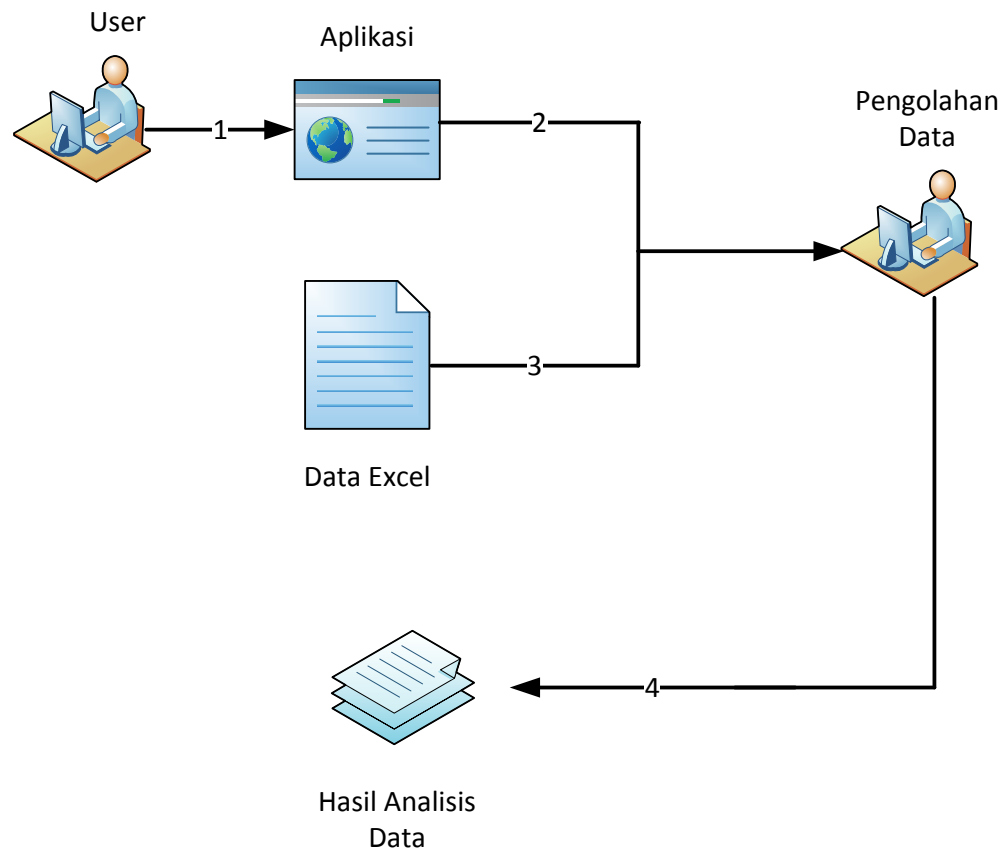 User
Aplikasi
Pengolahan
Data
1
2
3
Data Excel
4
Hasil Analisis
Data